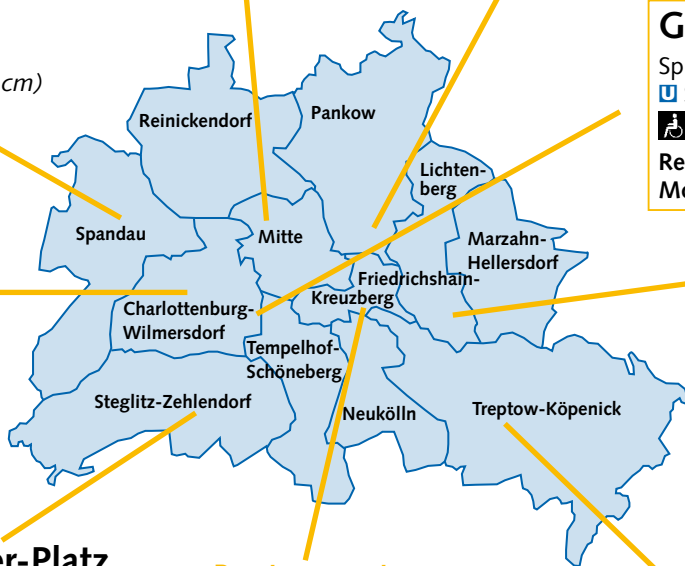 cm)
G
Sp
U
Re
Mo
Reinickendorf
Pankow
Lichten-
berg
Spandau
Mitte
Marzahn-
Hellersdorf
Friedrichshain-
Kreuzberg
Charlottenburg-
Wilmersdorf
Tempelhof-
Schöneberg
Steglitz-Zehlendorf
Neukölln
Treptow-Köpenick
er-Platz